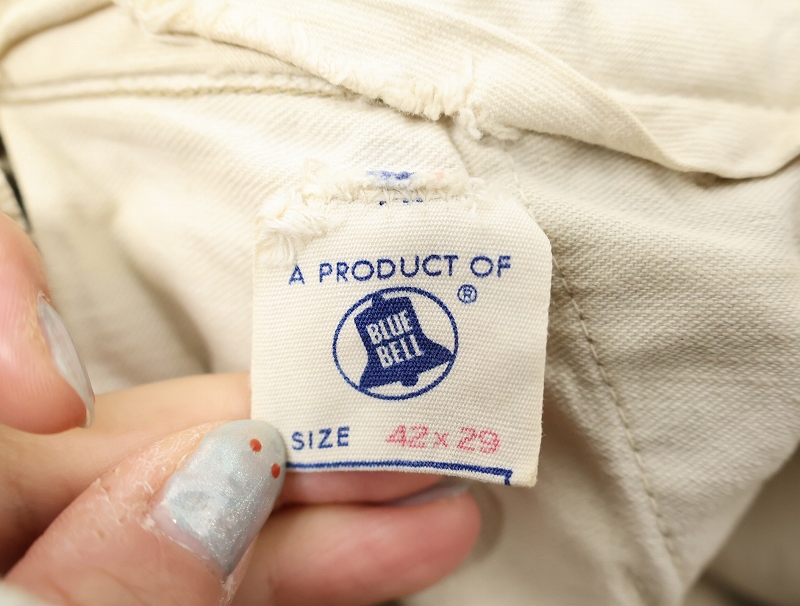 A PRODUCT OF
BLUE
BELL
®
SIZE 42 x 29